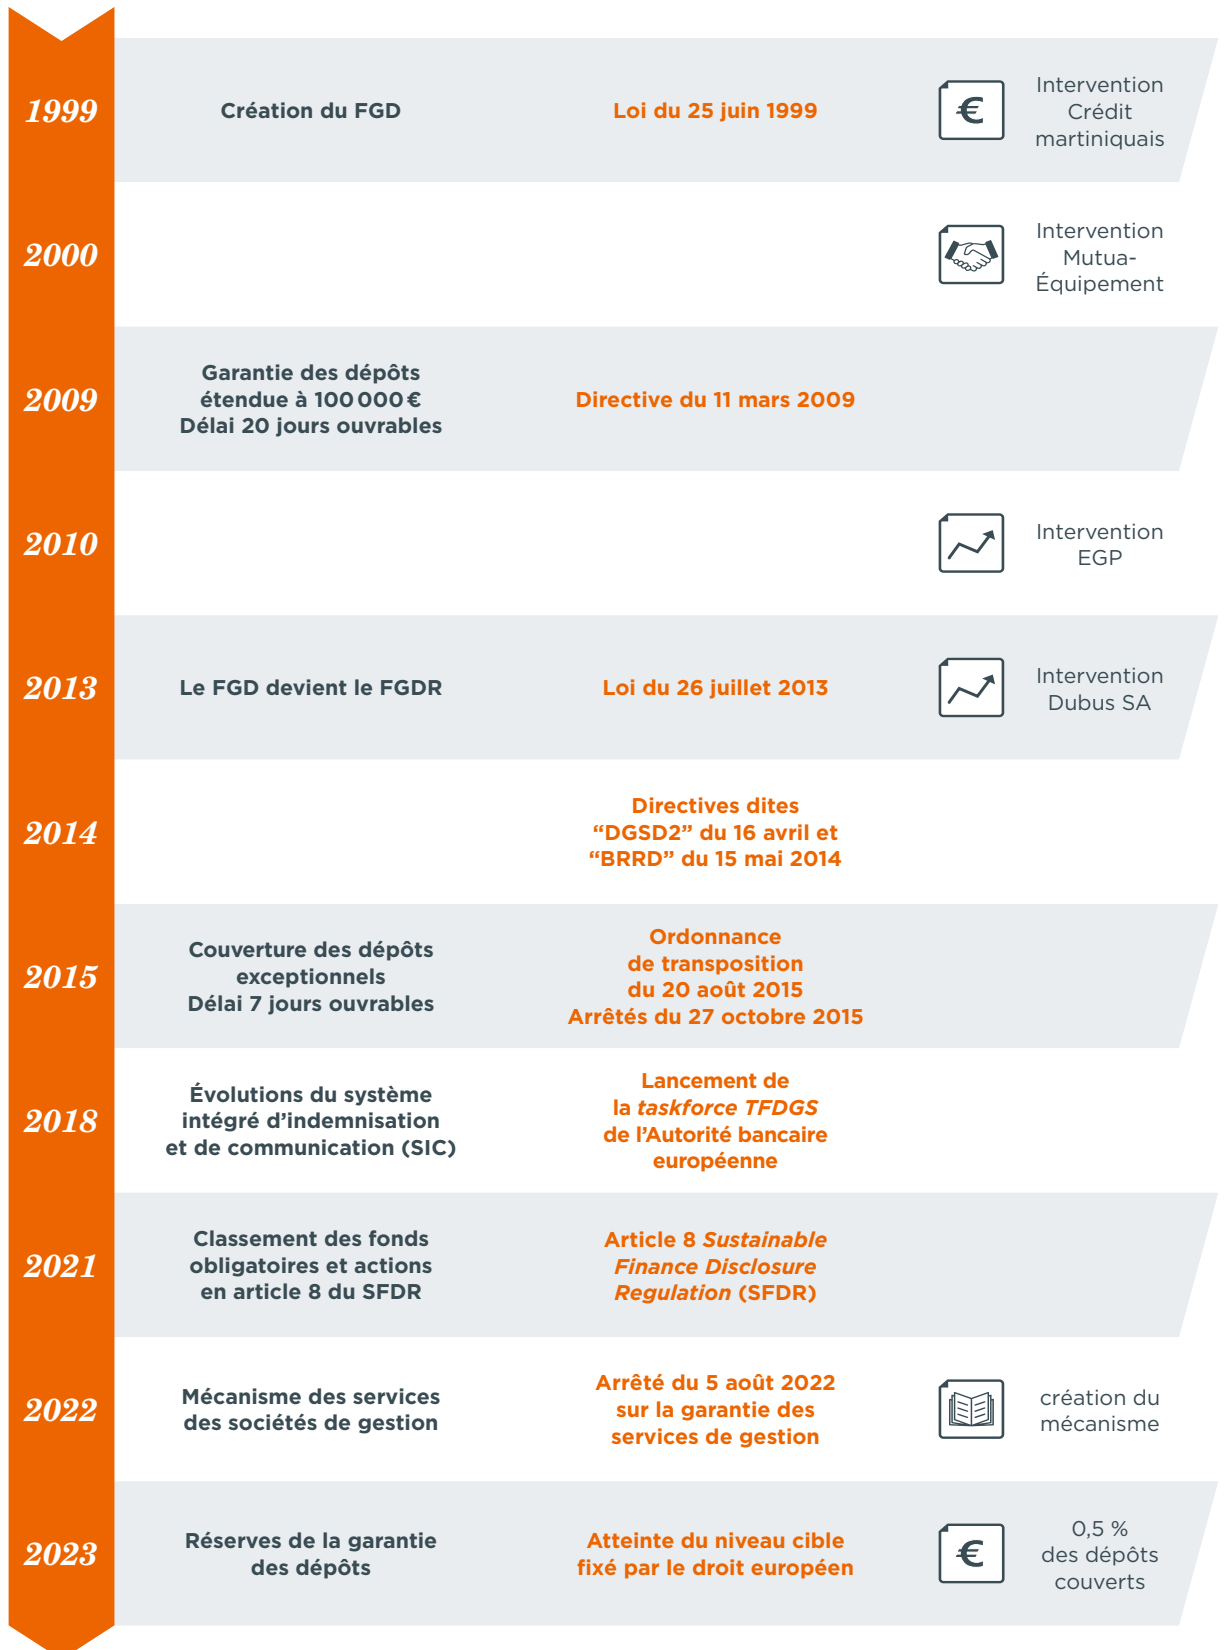 1999
Création du FGD
Loi du 25 juin 1999
€
Intervention
Crédit
martiniquais
2000
Intervention
Mutua-
Équipement
2009
Garantie des dépôts
étendue à 100 000 €
Délai 20 jours ouvrables
Directive du 11 mars 2009
2010
Intervention
EGP
2013
Le FGD devient le FGDR
Loi du 26 juillet 2013
Intervention
Dubus SA
2014
Directives dites
“DGSD2” du 16 avril et
“BRRD” du 15 mai 2014
2015
Couverture des dépôts
exceptionnels
Délai 7 jours ouvrables
Ordonnance
de transposition
du 20 août 2015
Arrêtés du 27 octobre 2015
2018
Évolutions du système
intégré d’indemnisation
et de communication (SIC)
Lancement de
la taskforce TFDGS
de l’Autorité bancaire
européenne
2021
Classement des fonds
obligatoires et actions
en article 8 du SFDR
Article 8 Sustainable
Finance Disclosure
Regulation (SFDR)
2022
Mécanisme des services
des sociétés de gestion
Arrêté du 5 août 2022
sur la garantie des
services de gestion
création du
mécanisme
2023
Réserves de la garantie
des dépôts
Atteinte du niveau cible
fixé par le droit européen
€
0,5 %
des dépôts
couverts